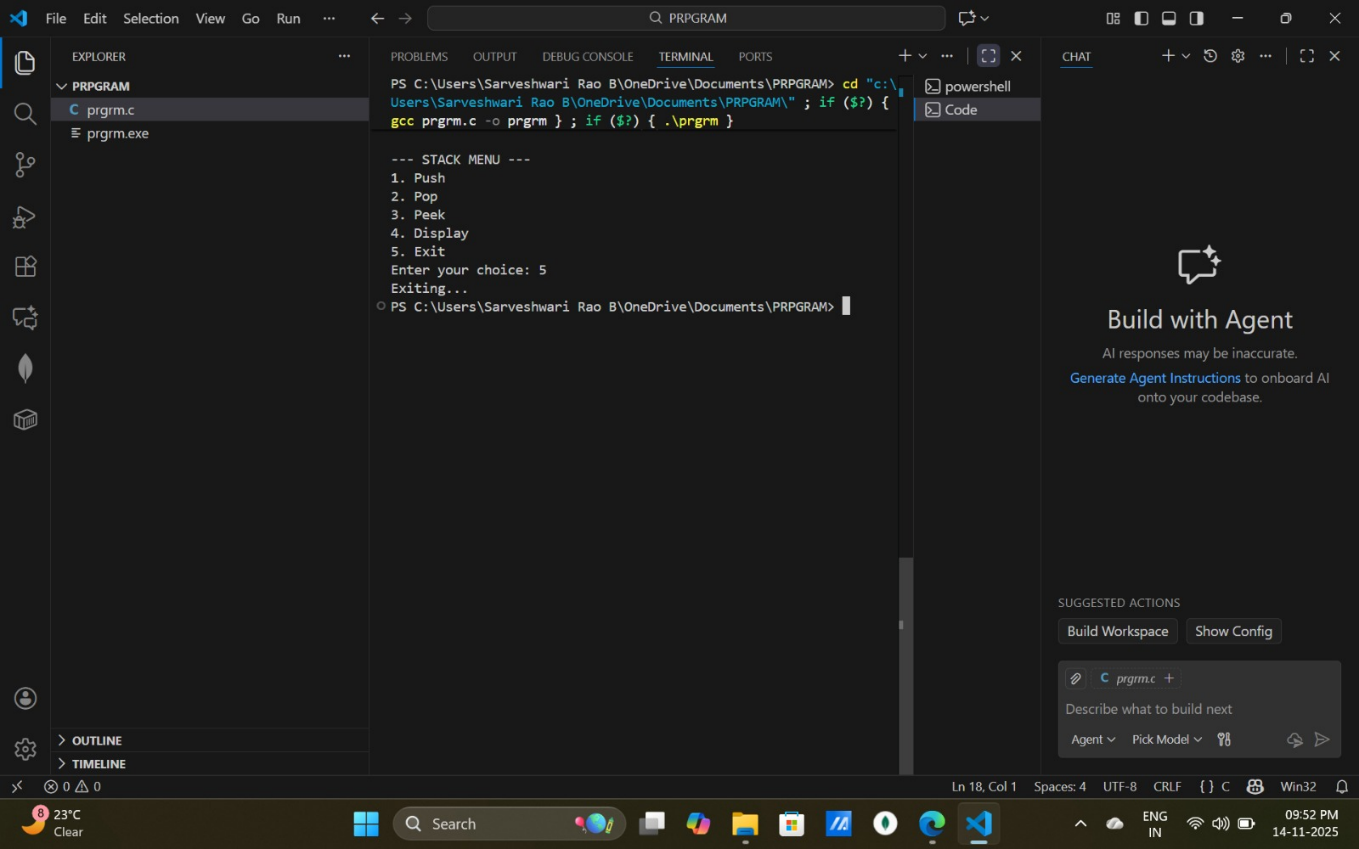 File Edit Selection View Go Run ···
PRPGRAM
EXPLORER
PRPGRAM
C prgrm.c
prgrm.exe
OUTLINE
TIMELINE
PROBLEMS OUTPUT DEBUG CONSOLE TERMINAL PORTS
PS C:\Users\Sarveshwari Rao B\OneDrive\Documents\PRPGRAM> cd "c:\
Users\Sarveshwari Rao B\OneDrive\Documents\PRPGRAM\" ; if ($?) {
gcc prgrm.c -o prgrm } ; if ($?) { .\prgrm }
--- STACK MENU ---
1. Push
2. Pop
3. Peek
4. Display
5. Exit
Enter your choice: 5
Exiting...
PS C:\Users\Sarveshwari Rao B\OneDrive\Documents\PRPGRAM>
powershell
Code
CHAT
Build with Agent
AI responses may be inaccurate.
Generate Agent Instructions to onboard AI
onto your codebase.
SUGGESTED ACTIONS
Build Workspace Show Config
C prgrm.c +
Describe what to build next
Agent Pick Model
0 0
Ln 18, Col 1 Spaces: 4 UTF-8 CRLF { } C Win32
8
23°C
Clear
Search
ENG
IN
09:52 PM
14-11-2025